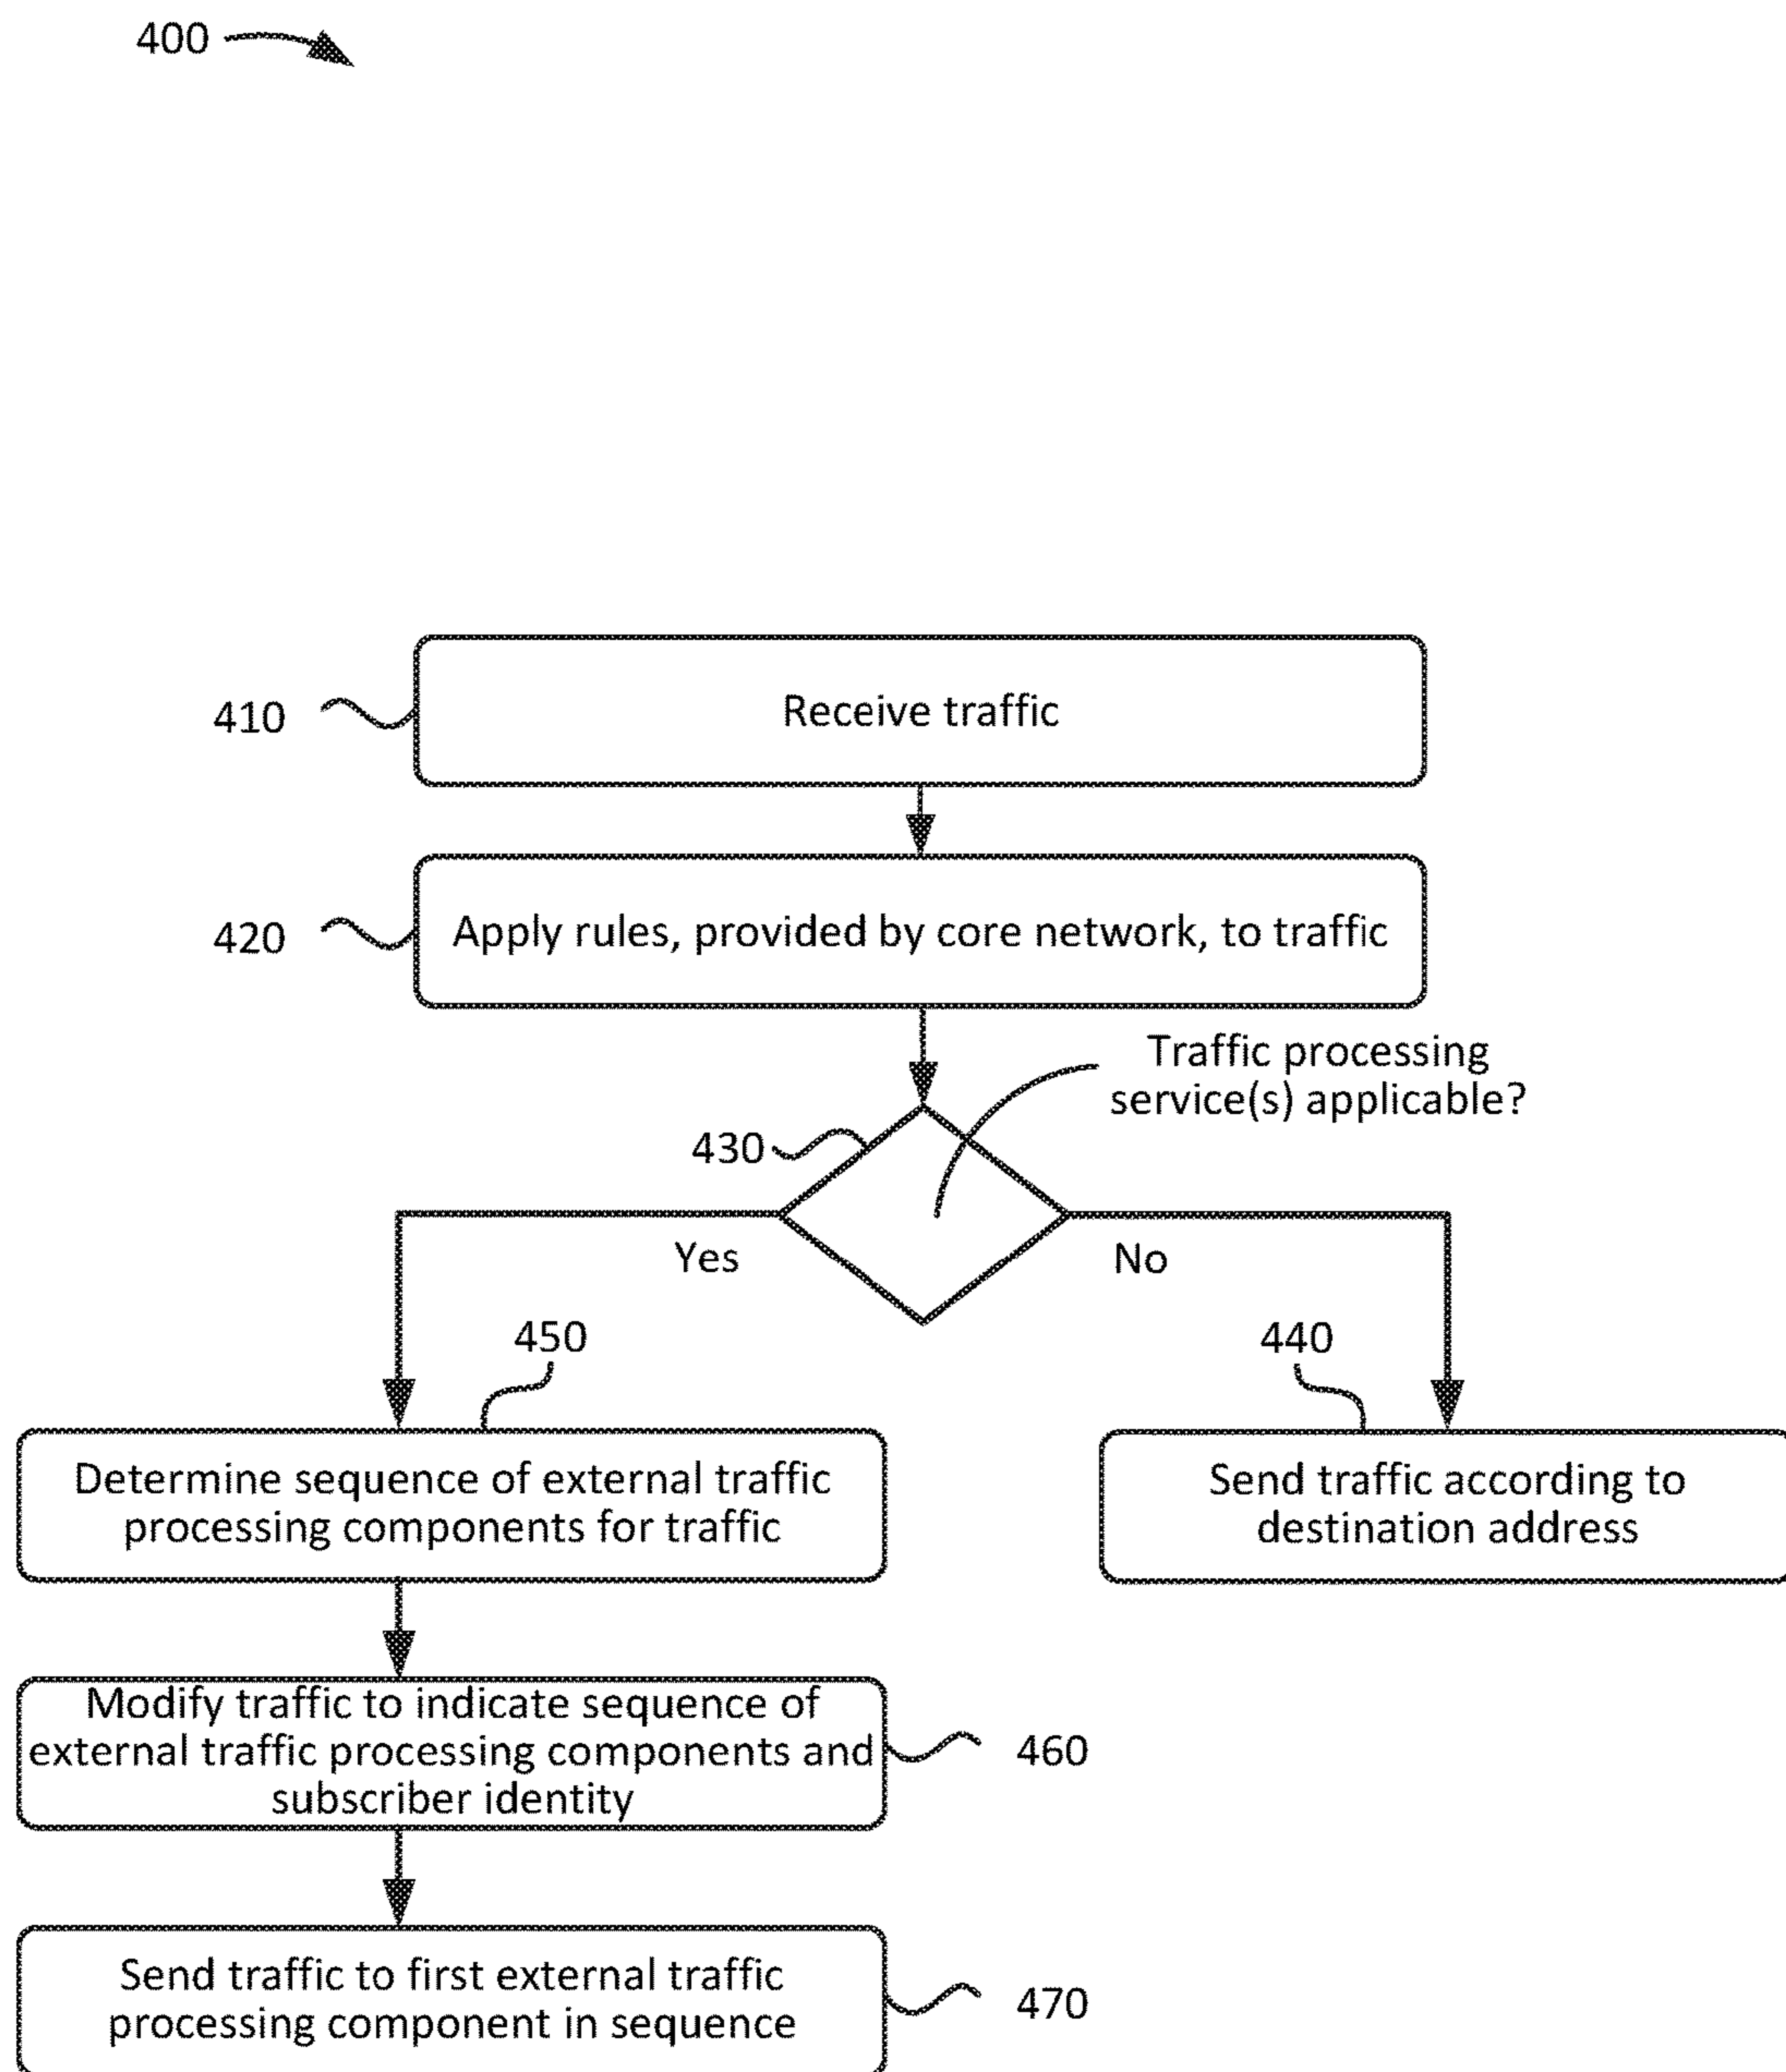 400
410
Receive traffic
420
Apply rules, provided by core network, to traffic
Traffic processing
service(s) applicable?
430
Yes
No
450
440
Determine sequence of external traffic
processing components for traffic
Send traffic according to
destination address
Modify traffic to indicate sequence of
external traffic processing components and
subscriber identity
460
Send traffic to first external traffic
processing component in sequence
470